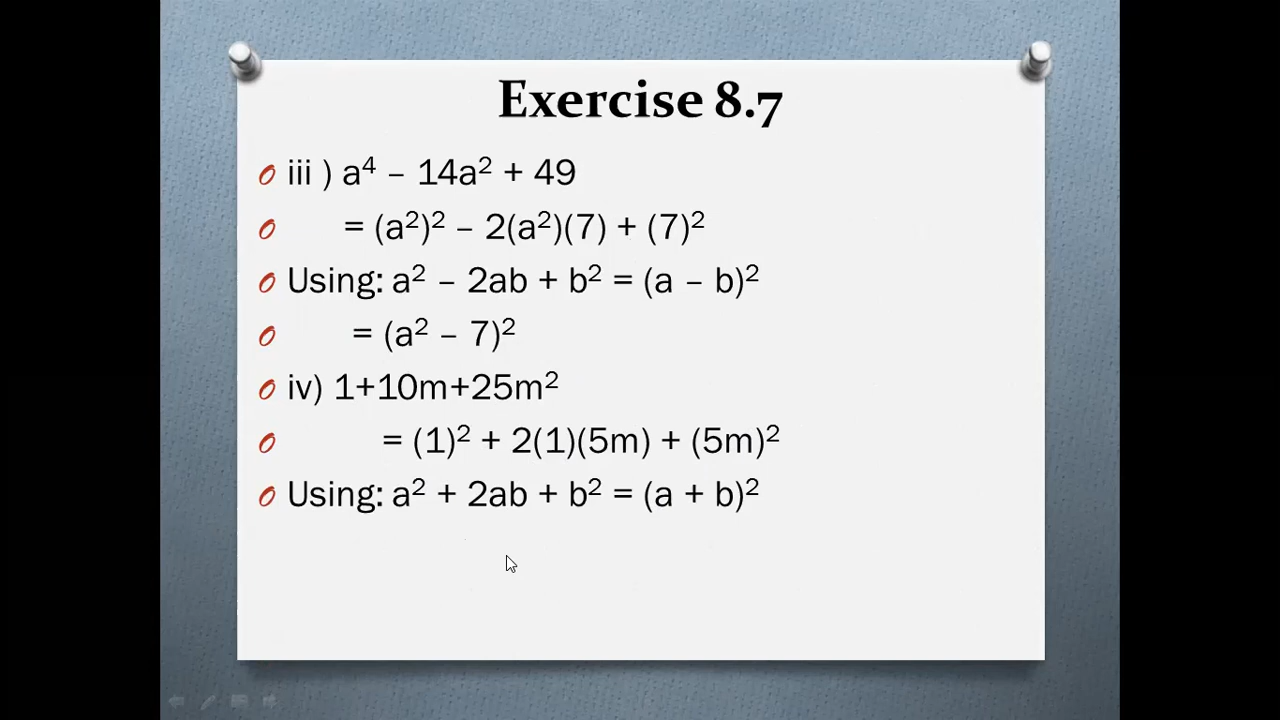 Exercise 8.7
iii ) a⁴ – 14a² + 49
= (a²)² – 2(a²)(7) + (7)²
Using: a² – 2ab + b² = (a – b)²
= (a² – 7)²
iv) 1+10m+25m²
= (1)² + 2(1)(5m) + (5m)²
Using: a² + 2ab + b² = (a + b)²